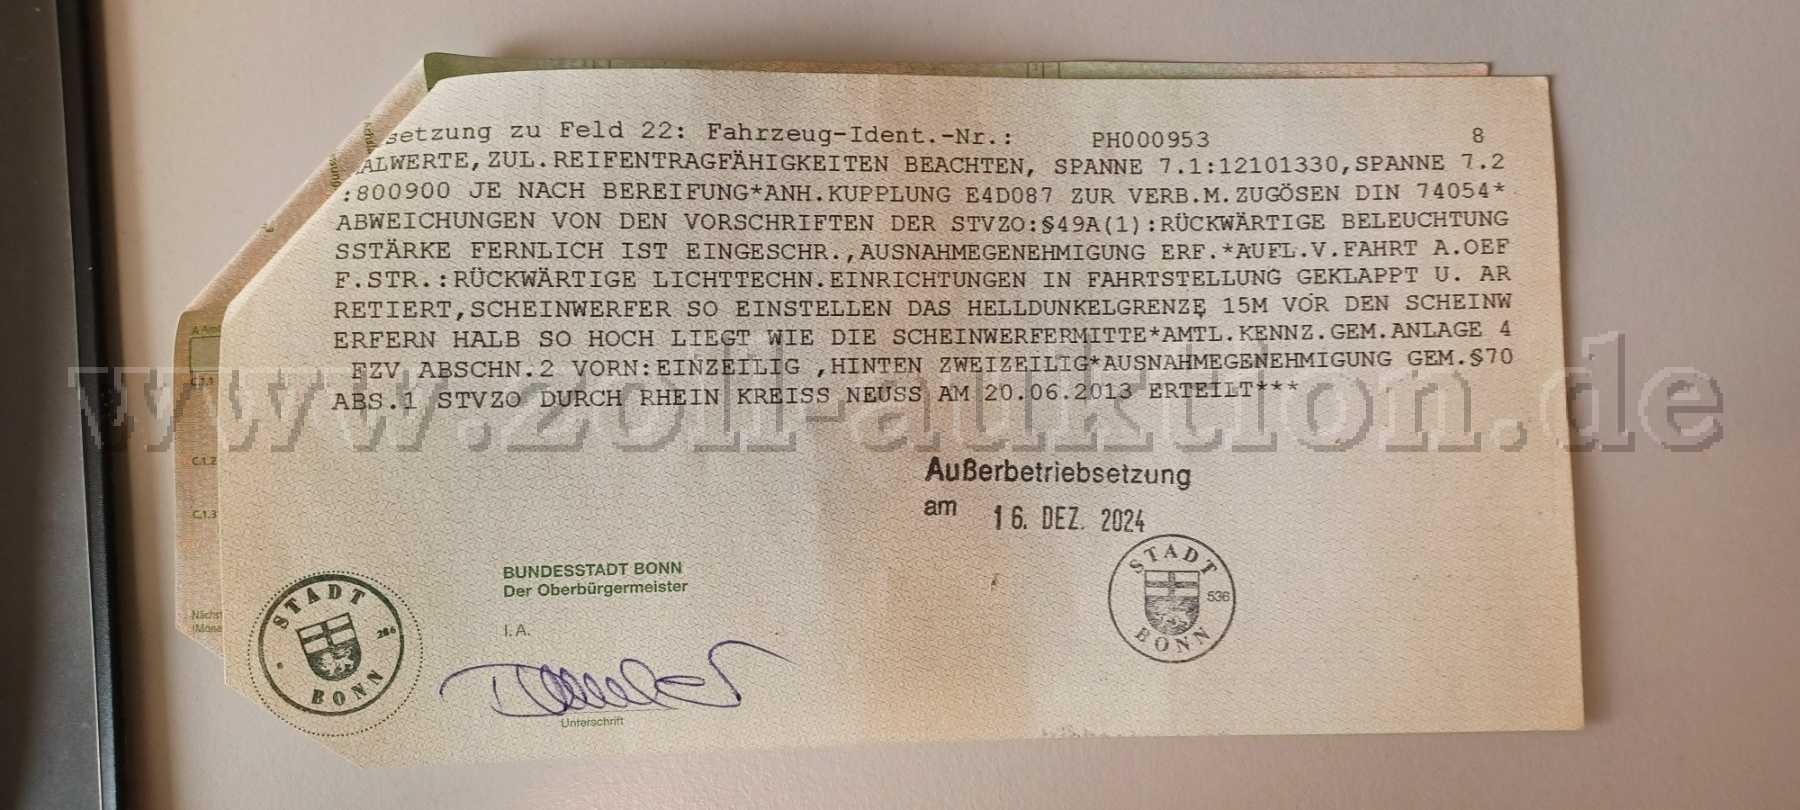 setzung zu Feld 22: Fahrzeug-Ident.-Nr.: PH000953 8
ALWERTE,ZUL.REIFENTRAGFÄHIGKEITEN BEACHTEN, SPANNE 7.1:12101330,SPANNE 7.2
:800900 JE NACH BEREIFUNG*ANH.KUPPLUNG E4D087 ZUR VERB.M.ZUGÖSEN DIN 74054*
ABWEICHUNGEN VON DEN VORSCHRIFTEN DER STVZO:§49A(1):RÜCKWÄRTIGE BELEUCHTUNG
SSTÄRKE FERNLICH IST EINGESCHR.,AUSNAHMEGENEHMIGUNG ERF.*AUFL.V.FAHRT A.OEF
F.STR.:RÜCKWÄRTIGE LICHTTECHN.EINRICHTUNGEN IN FAHRTSTELLUNG GEKLAPPT U. AR
RETIERT,SCHEINWERFER SO EINSTELLEN DAS HELLDUNKELGRENZE 15M VOR DEN SCHEINW
ERFERN HALB SO HOCH LIEGT WIE DIE SCHEINWERFERMITTE*AMTL.KENNZ.GEM.ANLAGE 4
FZV ABSCHN.2 VORN:EINZEILIG ,HINTEN ZWEIZEILIG*AUSNAHMEGENEHMIGUNG GEM.§70
ABS.1 STVZO DURCH RHEIN KREISS NEUSS AM 20.06.2013 ERTEILT***
www.zoll-auktion.de
C.1.2
C.1.3
Außerbetriebsetzung
am 16. DEZ. 2024
STADT
536
BONN
BUNDESSTADT BONN
Der Oberbürgermeister
I.A.
Unterschrift
STADT
BONN